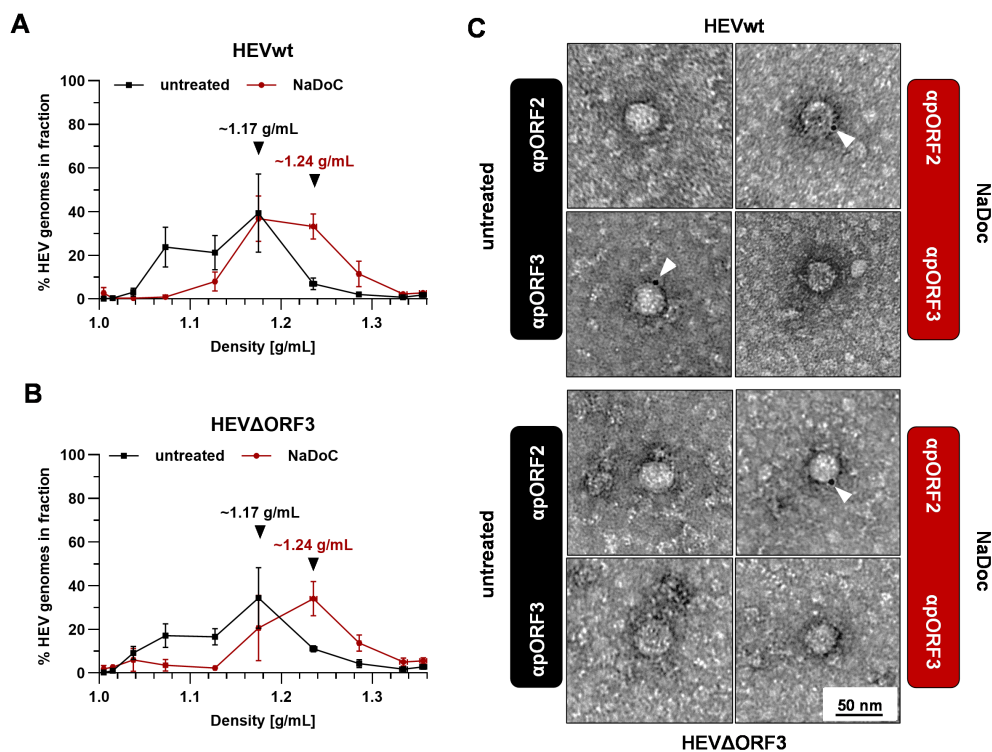 A
HEVwt
untreated
NaDoC
~1.17 g/mL
~1.24 g/mL
% HEV genomes in fraction
100
80
60
40
20
0
1.0
1.1
1.2
1.3
Density [g/mL]
B
HEVΔORF3
untreated
NaDoC
~1.17 g/mL
~1.24 g/mL
% HEV genomes in fraction
100
80
60
40
20
0
1.0
1.1
1.2
1.3
Density [g/mL]
C
HEVwt
untreated
αpORF2
αpORF3
αpORF2
αpORF3
NaDoc
untreated
αpORF2
αpORF3
αpORF2
αpORF3
NaDoc
50 nm
HEVΔORF3